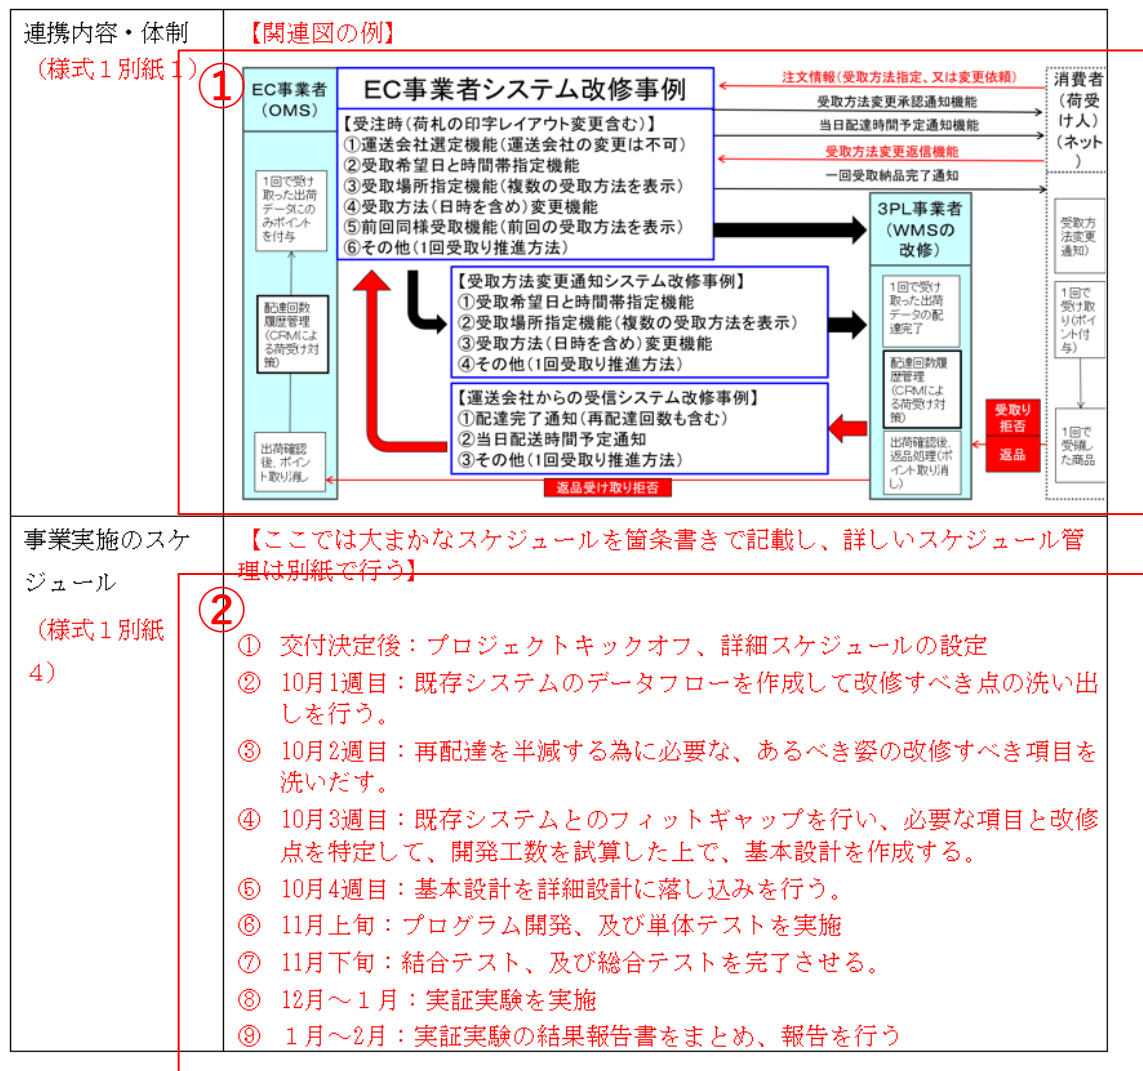 連携内容・体制
(様式１別紙１)
【関連図の例】
①
EC事業者
(OMS)
1回で受け
取った出荷
データにの
みポイント
を付与
配達回数
履歴管理
(CRMによ
る荷受け対
策)
出荷確認
後、ポイン
ト取り消し
EC事業者システム改修事例
【受注時(荷札の印字レイアウト変更含む)】
①運送会社選定機能(運送会社の変更は不可)
②受取希望日と時間帯指定機能
③受取場所指定機能(複数の受取方法を表示)
④受取方法(日時を含め)変更機能
⑤前回同様受取機能(前回の受取方法を表示)
⑥その他(1回受取り推進方法)
【受取方法変更通知システム改修事例】
①受取希望日と時間帯指定機能
②受取場所指定機能(複数の受取方法を表示)
③受取方法(日時を含め)変更機能
④その他(1回受取り推進方法)
【運送会社からの受信システム改修事例】
①配達完了通知(再配達回数も含む)
②当日配送時間予定通知
③その他(1回受取り推進方法)
返品受け取り拒否
注文情報(受取方法指定、又は変更依頼)
受取方法変更承認通知機能
当日配達時間予定通知機能
受取方法変更返信機能
一回受取納品完了通知
3PL事業者
(WMSの
改修)
1回で受け
取った出荷
データの配
達完了
配達回数履
歴管理
(CRMによ
る荷受け対
策)
出荷確認後、
返品処理(ポ
イント取り消
し)
受取り
拒否
返品
消費者
(荷受
け人)
(ネット
)
受取方
法変更
通知)
1回で
受け取
り(ポイ
ント付
与)
1回で
受領し
た商品
事業実施のスケ
ジュール
(様式１別紙
４)
【ここでは大まかなスケジュールを箇条書きで記載し、詳しいスケジュール管
理は別紙で行う】
②
① 交付決定後：プロジェクトキックオフ、詳細スケジュールの設定
② 10月1週目：既存システムのデータフローを作成して改修すべき点の洗い出
しを行う。
③ 10月2週目：再配達を半減する為に必要な、あるべき姿の改修すべき項目を
洗いだす。
④ 10月3週目：既存システムとのフィットギャップを行い、必要な項目と改修
点を特定して、開発工数を試算した上で、基本設計を作成する。
⑤ 10月4週目：基本設計を詳細設計に落し込みを行う。
⑥ 11月上旬：プログラム開発、及び単体テストを実施
⑦ 11月下旬：結合テスト、及び総合テストを完了させる。
⑧ 12月～１月：実証実験を実施
⑨ １月～2月：実証実験の結果報告書をまとめ、報告を行う